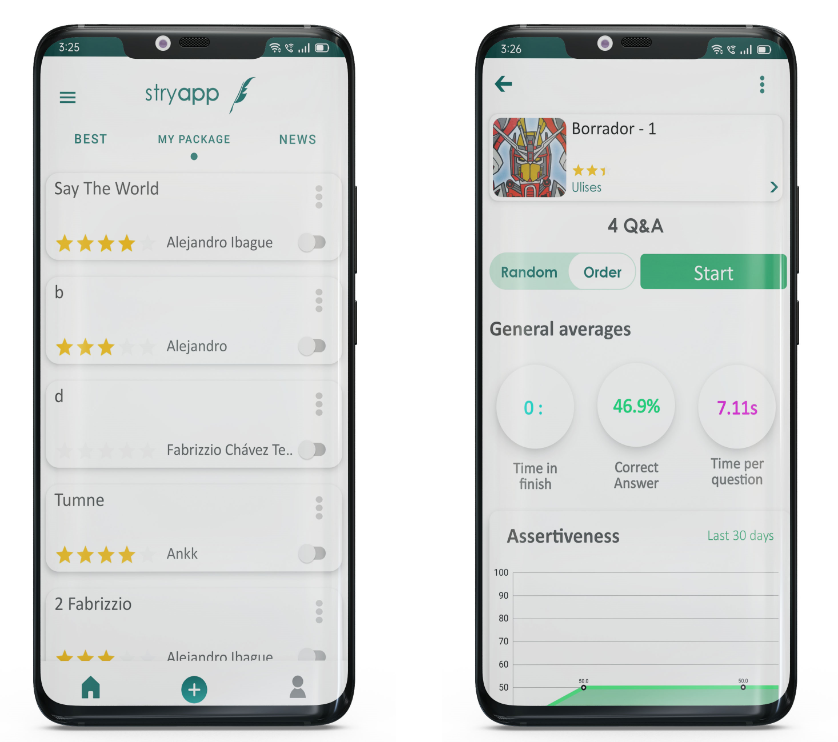 3:25
stryapp
BEST MY PACKAGE NEWS
Say The World
Alejandro Ibague
b
Alejandro
d
Fabrizzio Chávez Te..
Tumne
Ankk
2 Fabrizzio
Alejandro Ibague
3:26
Borrador - 1
Ulises
4 Q&A
Random Order Start
General averages
0 : 46.9% 7.11s
Time in finish
Correct Answer
Time per question
Assertiveness Last 30 days
100
90
80
70
60
50
50.0 50.0